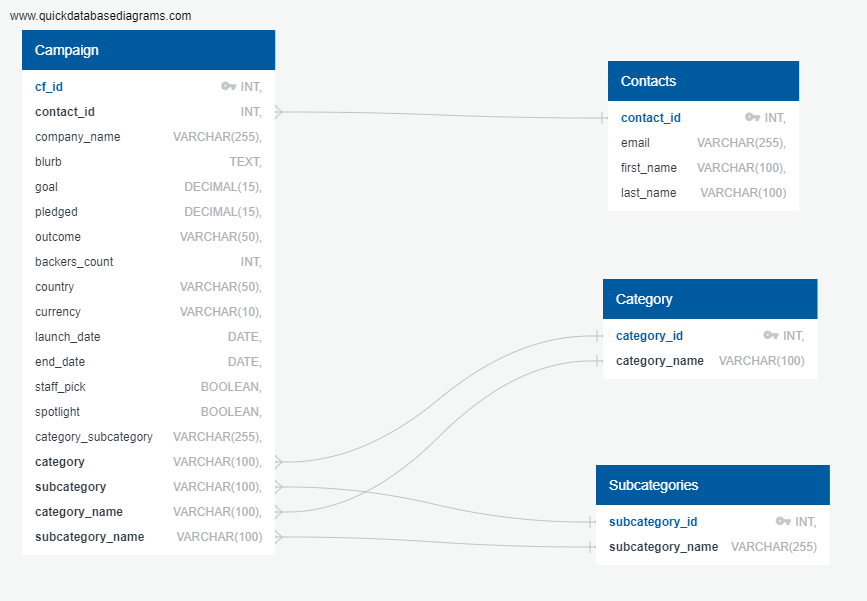 www.quickdatabasediagrams.com
Campaign
cf_id INT,
contact_id INT,
company_name VARCHAR(255),
blurb TEXT,
goal DECIMAL(15),
pledged DECIMAL(15),
outcome VARCHAR(50),
backers_count INT,
country VARCHAR(50),
currency VARCHAR(10),
launch_date DATE,
end_date DATE,
staff_pick BOOLEAN,
spotlight BOOLEAN,
category_subcategory VARCHAR(255),
category VARCHAR(100),
subcategory VARCHAR(100),
category_name VARCHAR(100),
subcategory_name VARCHAR(100)
Contacts
contact_id INT,
email VARCHAR(255),
first_name VARCHAR(100),
last_name VARCHAR(100)
Category
category_id INT,
category_name VARCHAR(100)
Subcategories
subcategory_id INT,
subcategory_name VARCHAR(255)